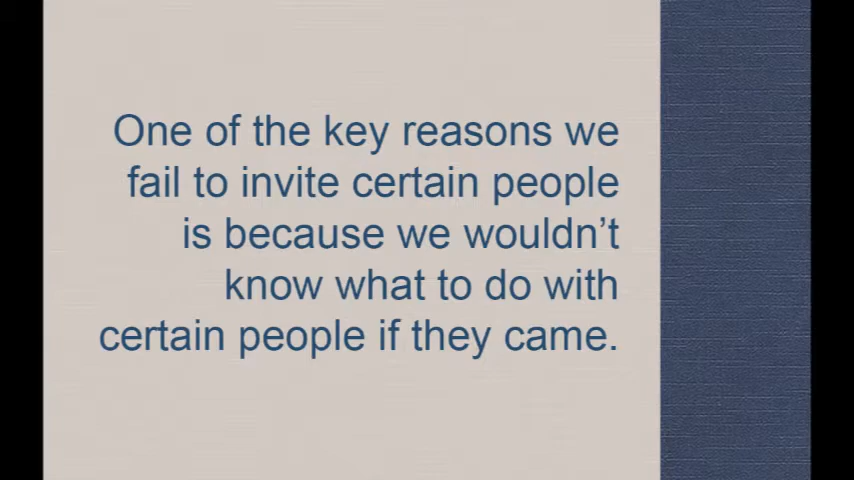 One of the key reasons we
fail to invite certain people
is because we wouldn’t
know what to do with
certain people if they came.